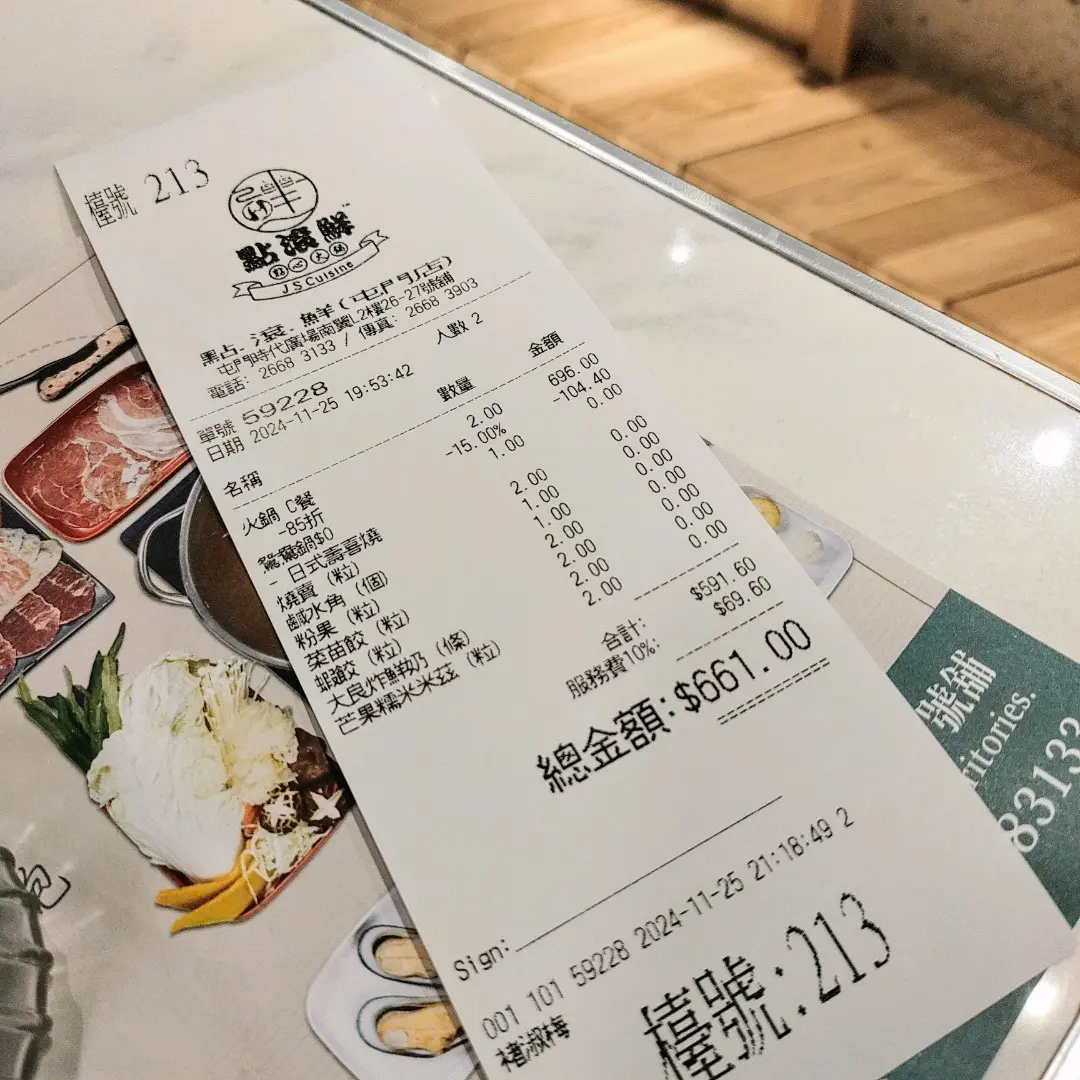 檯號 213
點滾鮮
點心火鍋
JS Cuisine
點.滾.鮮(屯門店)
屯門時代廣場南翼L2樓26-27號舖
電話: 2668 3133 / 傳真: 2668 3903
單號 59228 人數 2
日期 2024-11-25 19:53:42
名稱 數量 金額
火鍋 C餐 2.00 696.00
-85折 -15.00% -104.40
鴛鴦鍋$0 1.00 0.00
- 日式壽喜燒
燒賣 (粒) 2.00 0.00
鹹水角 (個) 1.00 0.00
粉果 (粒) 1.00 0.00
菜苗餃 (粒) 2.00 0.00
蝦餃 (粒) 2.00 0.00
大良炸鮮奶 (條) 2.00 0.00
芒果糯米米茲 (粒) 2.00 0.00
合計: $591.60
服務費10%: $69.60
總金額: $661.00
Sign:
001 101 59228 2024-11-25 21:18:49 2
檯號:213
號舖
ritories.
83133